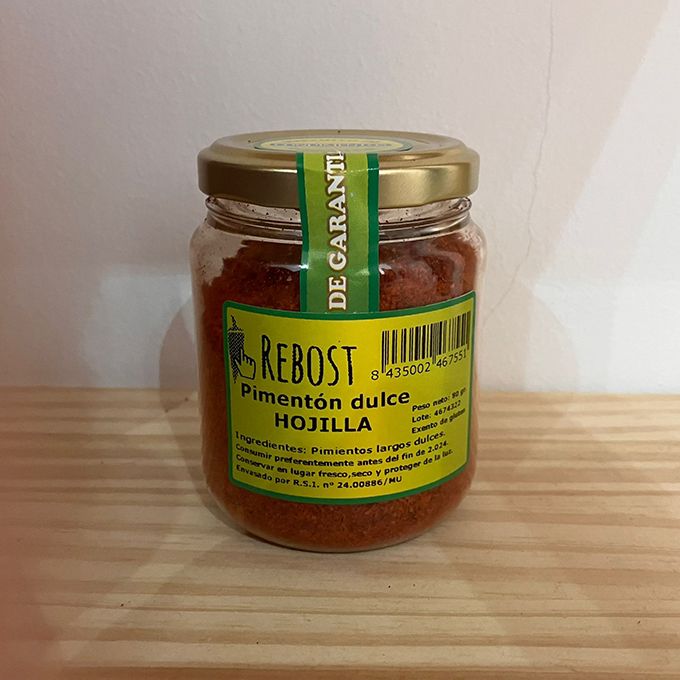 DE GARANTI
REBOST
8 435002 467551
Pimentón dulce
HOJILLA
Peso neto: 90 gr.
Lote: 4674322
Exento de gluten
Ingredientes: Pimientos largos dulces.
Consumir preferentemente antes del fin de 2.024.
Conservar en lugar fresco,seco y proteger de la luz.
Envasado por R.S.I. nº 24.00886/MU